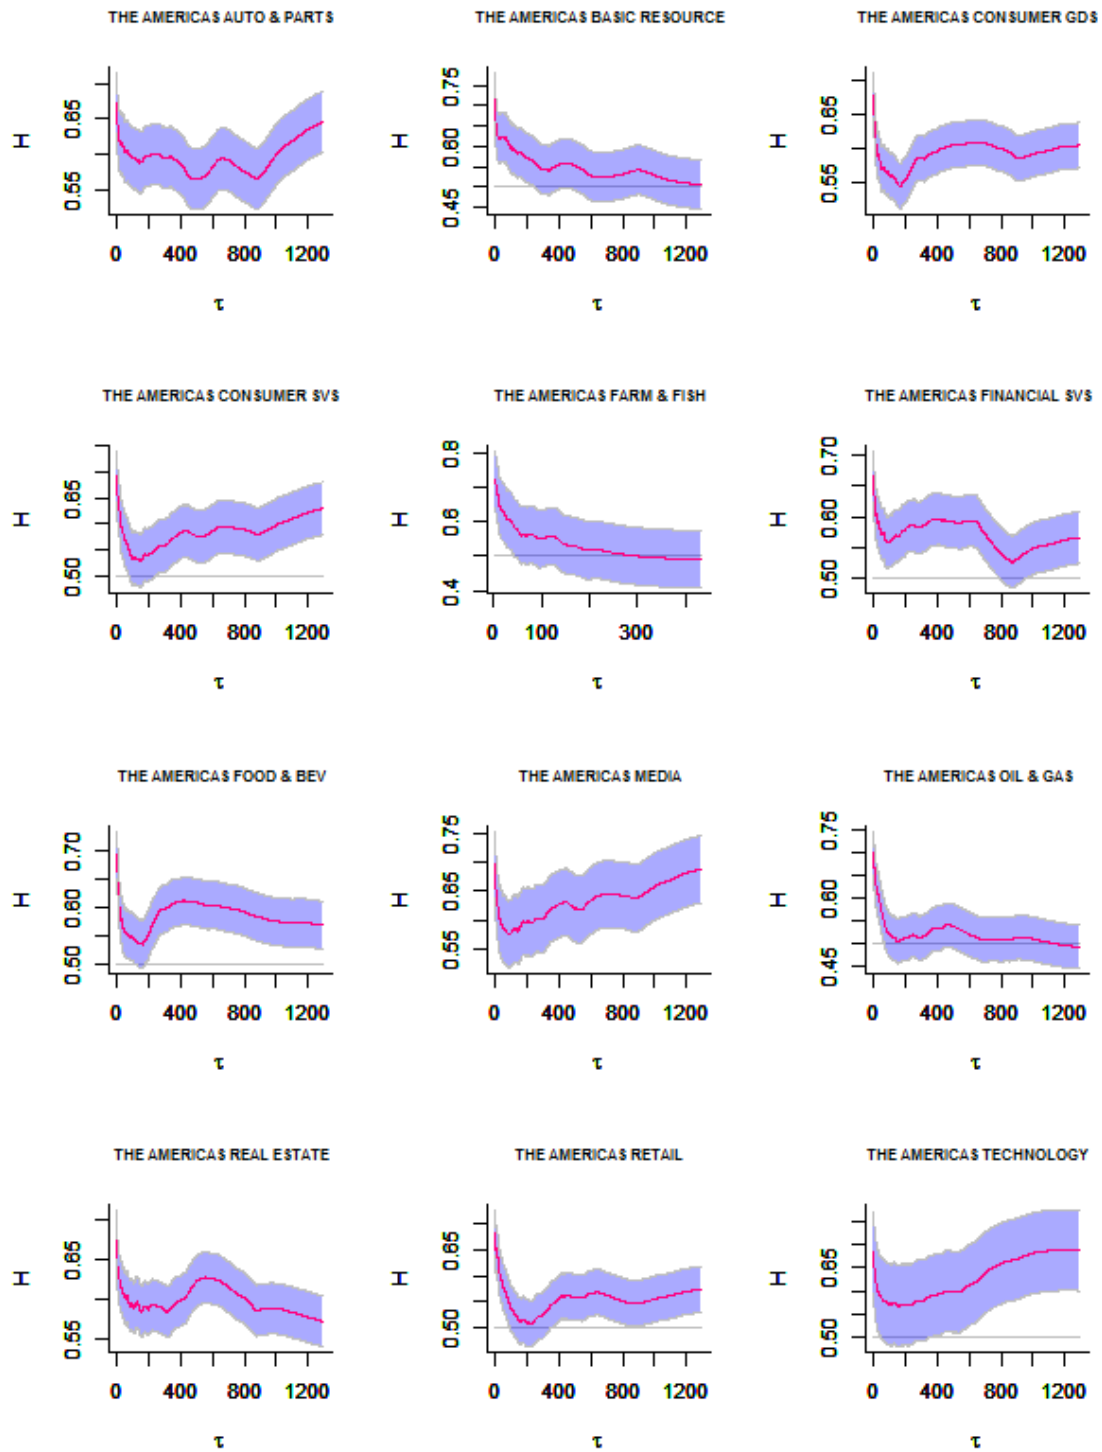 THE AMERICAS AUTO & PARTS
H
0.55 0.65
0 400 800 1200
τ
THE AMERICAS BASIC RESOURCE
H
0.45 0.60 0.75
0 400 800 1200
τ
THE AMERICAS CONSUMER GDS
H
0.55 0.65
0 400 800 1200
τ
THE AMERICAS CONSUMER SVS
H
0.50 0.65
0 400 800 1200
τ
THE AMERICAS FARM & FISH
H
0.4 0.6 0.8
0 100 300
τ
THE AMERICAS FINANCIAL SVS
H
0.50 0.60 0.70
0 400 800 1200
τ
THE AMERICAS FOOD & BEV
H
0.50 0.60 0.70
0 400 800 1200
τ
THE AMERICAS MEDIA
H
0.55 0.65 0.75
0 400 800 1200
τ
THE AMERICAS OIL & GAS
H
0.45 0.60 0.75
0 400 800 1200
τ
THE AMERICAS REAL ESTATE
H
0.55 0.65
0 400 800 1200
τ
THE AMERICAS RETAIL
H
0.50 0.65
0 400 800 1200
τ
THE AMERICAS TECHNOLOGY
H
0.50 0.65
0 400 800 1200
τ